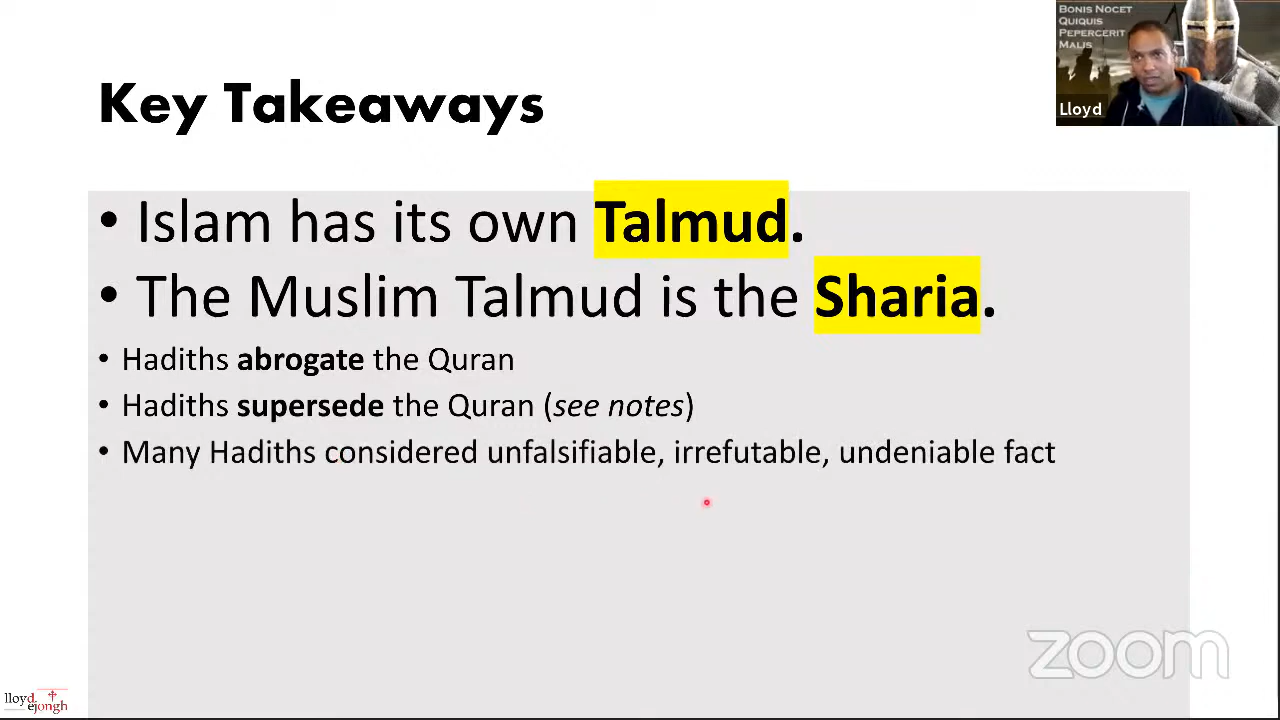 Bonis Nocet
Quiquis
Pepercerit
Malis
Lloyd
Key Takeaways
• Islam has its own Talmud.
• The Muslim Talmud is the Sharia.
• Hadiths abrogate the Quran
• Hadiths supersede the Quran (see notes)
• Many Hadiths considered unfalsifiable, irrefutable, undeniable fact
zoom
lloyd
ejongh